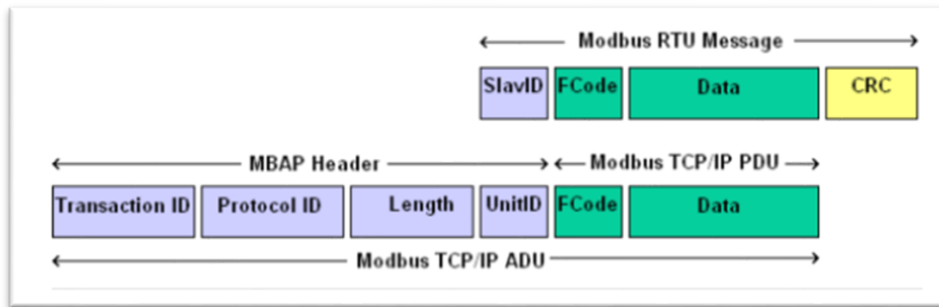 Modbus RTU Message
SlavID FCode Data CRC
MBAP Header Modbus TCP/IP PDU
Transaction ID Protocol ID Length UnitID FCode Data
Modbus TCP/IP ADU